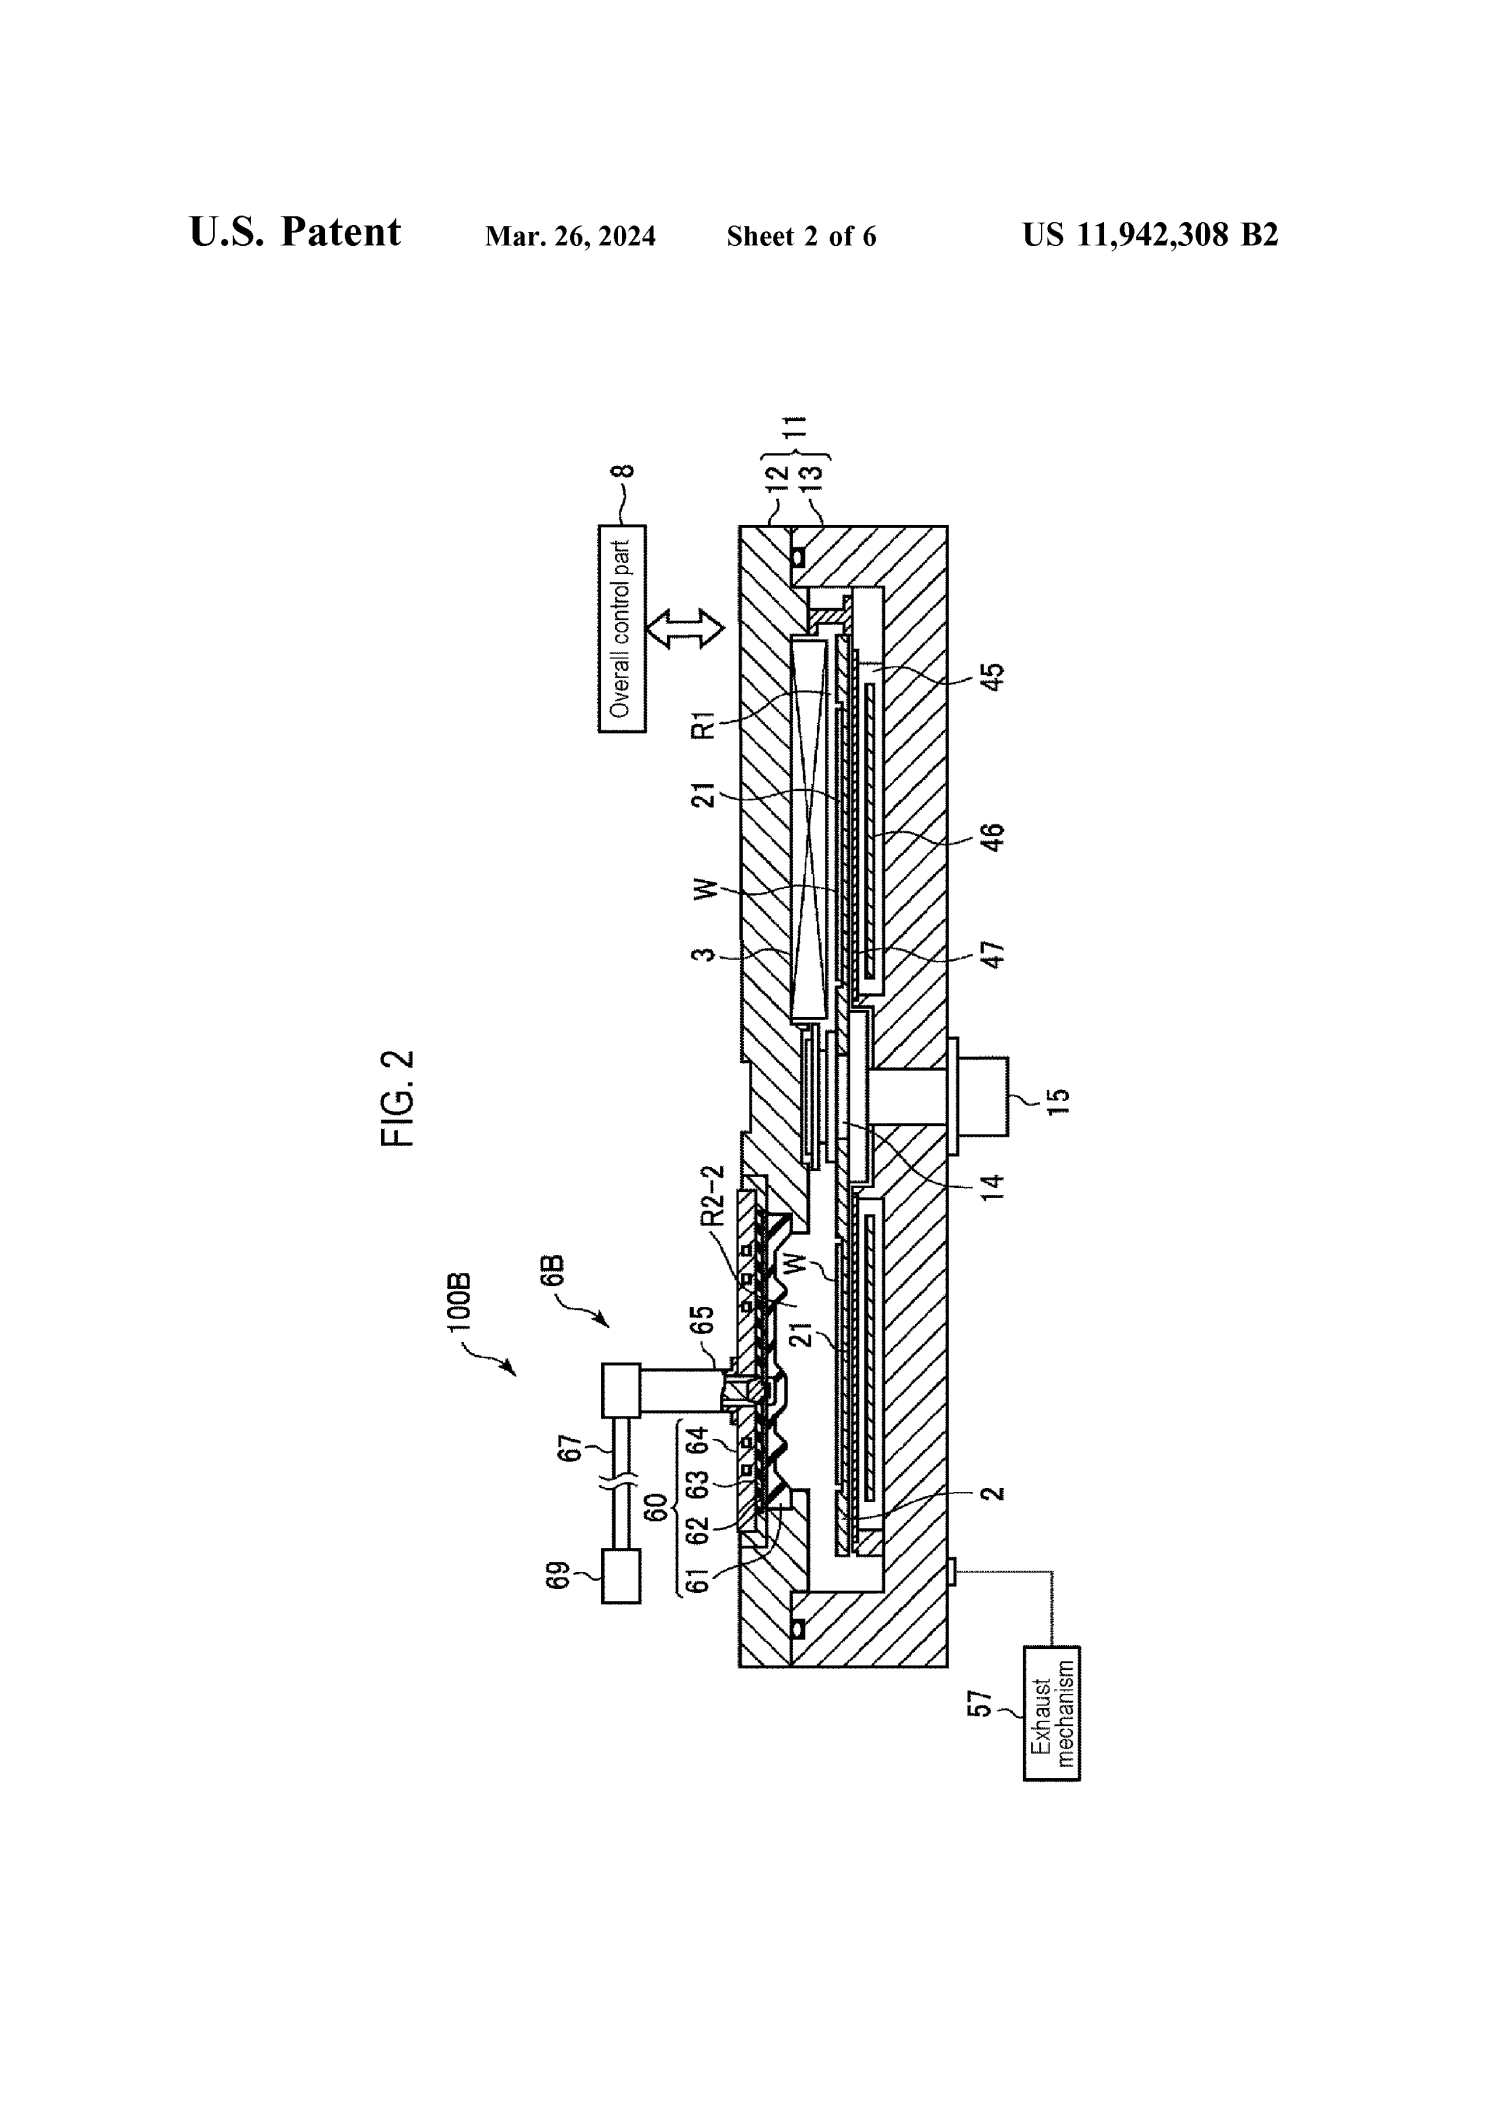 U.S. Patent Mar. 26, 2024 Sheet 2 of 6 US 11,942,308 B2
FIG. 2
100B
6B
69 67 65 8
Overall control part
60
61 62 63 64 R2-2 3 W 21 R1
12 11
13
21 W
2 14 47 46 45
57 15
Exhaust
mechanism